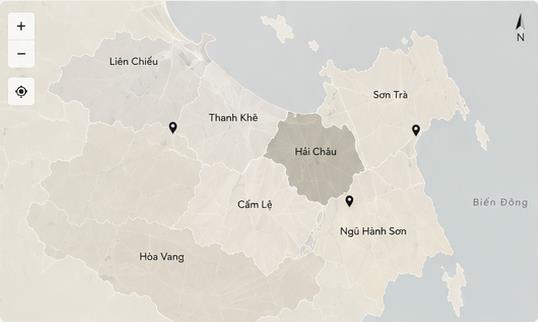 +
−
N
Liên Chiểu
Sơn Trà
Thanh Khê
Hải Châu
Cẩm Lệ
Biển Đông
Ngũ Hành Sơn
Hòa Vang